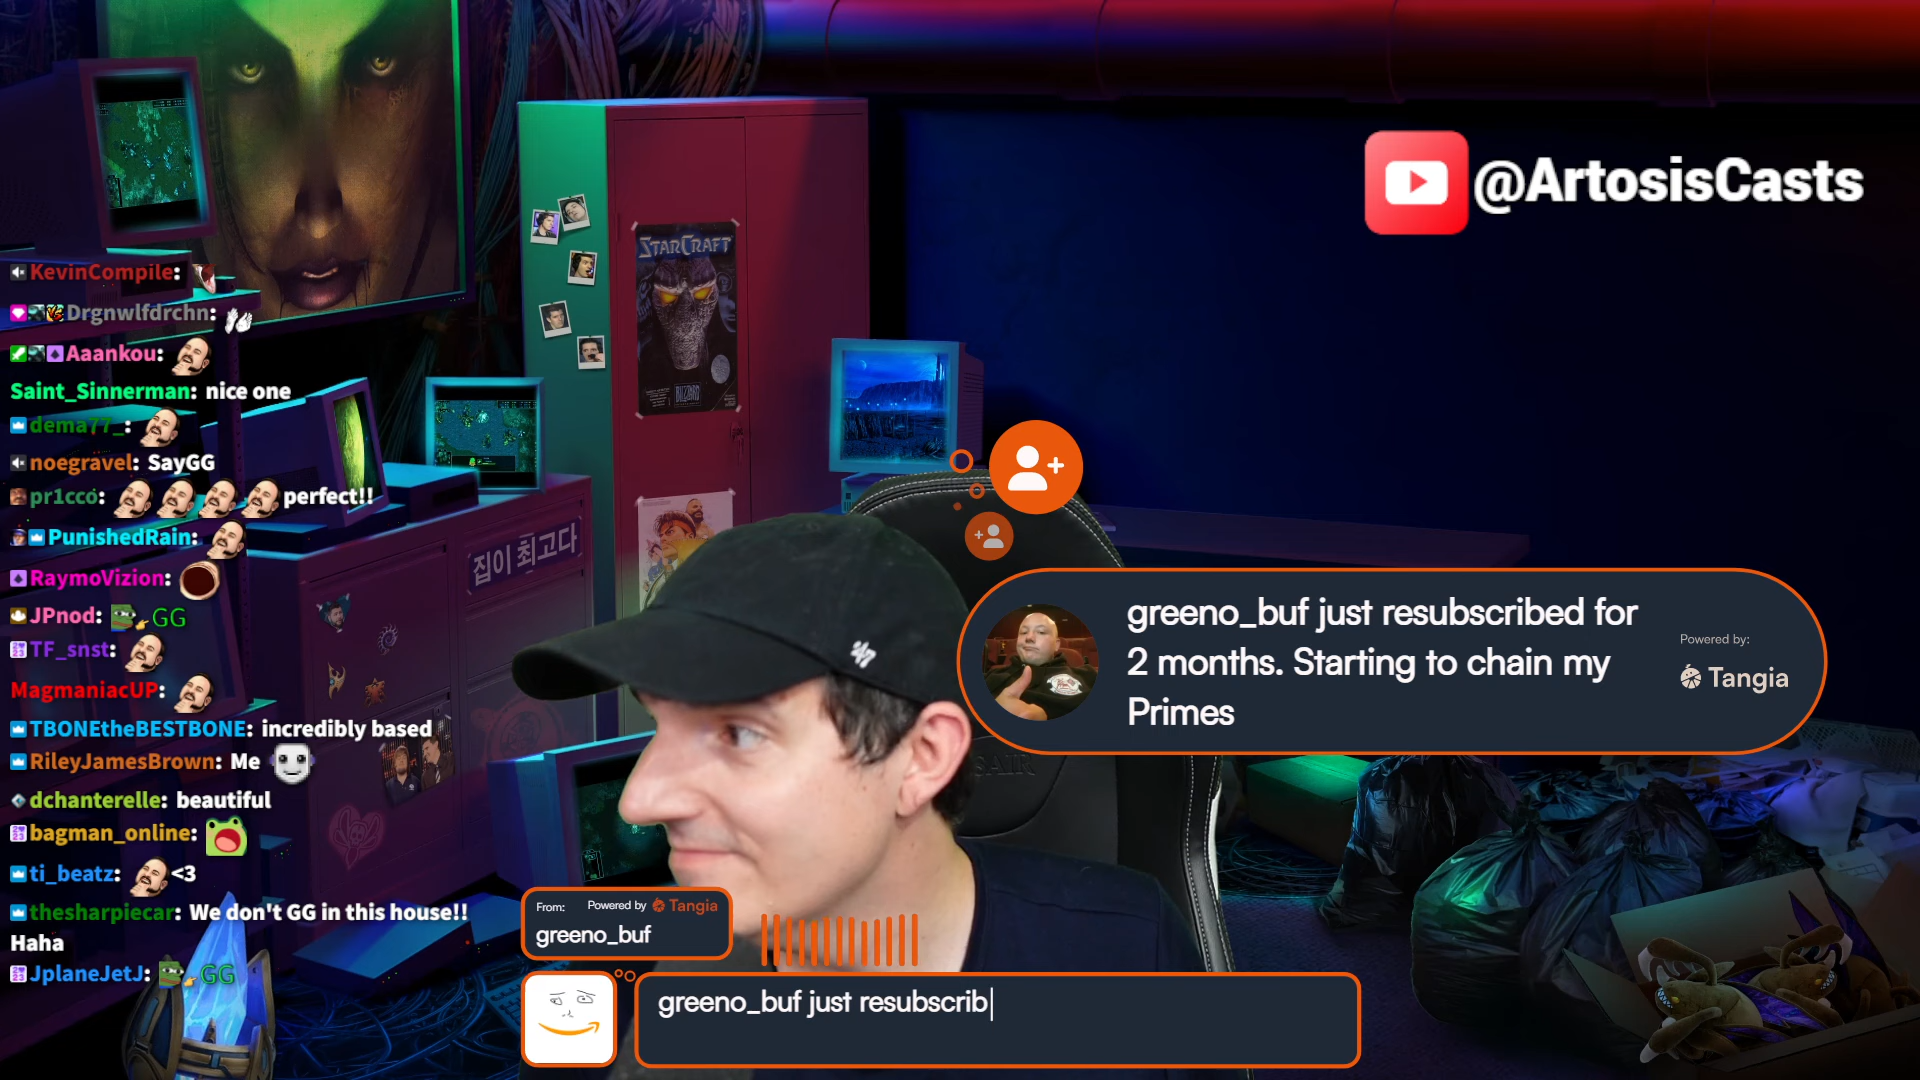 @ArtosisCasts
STARCRAFT
BLIZZARD
집이 최고다
KevinCompile:
Drgnwlfdrchn:
Aaankou:
Saint_Sinnerman: nice one
dema77_:
noegravel: SayGG
pr1cco: perfect!!
PunishedRain:
RaymoVizion:
JPnod: GG
TF_snst:
MagmaniacUP:
TBONEtheBESTBONE: incredibly based
RileyJamesBrown: Me
dchanterelle: beautiful
bagman_online:
ti_beatz: <3
thesharpiecar: We don't GG in this house!!
Haha
JplaneJetJ: GG
47
greeno_buf just resubscribed for
2 months. Starting to chain my
Primes
Powered by:
Tangia
From: Powered by Tangia
greeno_buf
greeno_buf just resubscrib